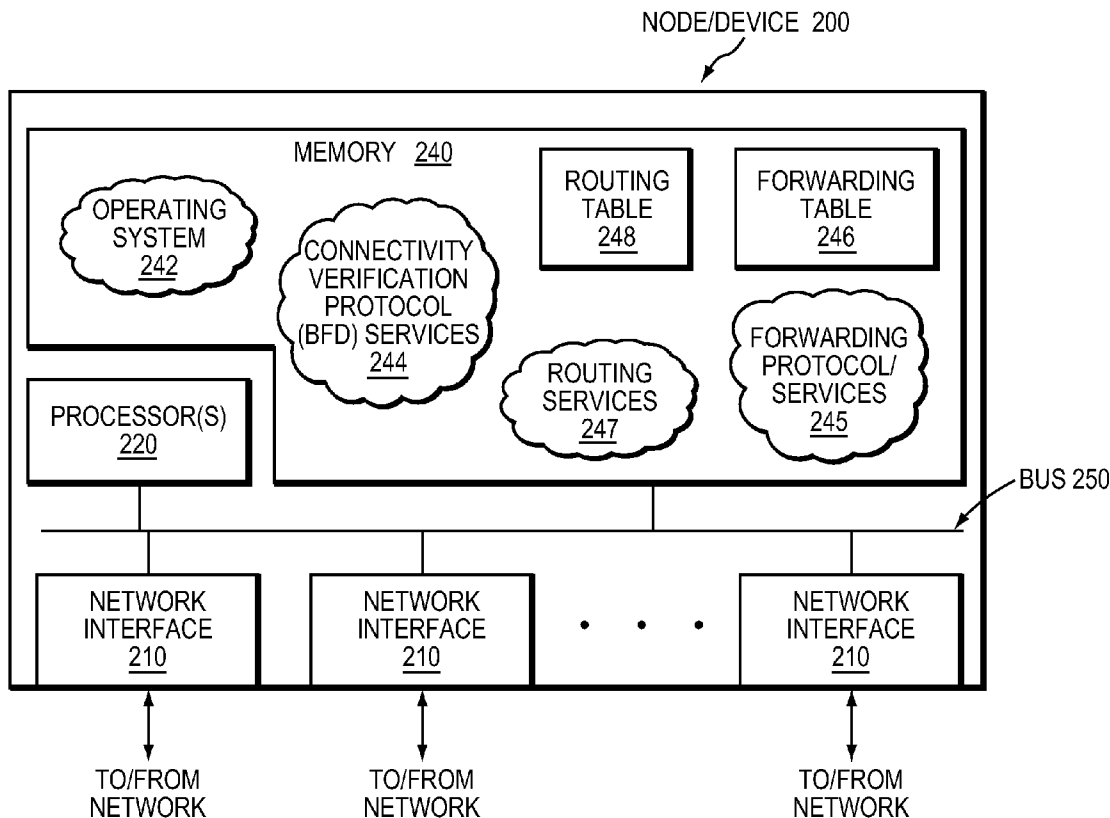 NODE/DEVICE 200
MEMORY 240
OPERATING
SYSTEM
242
CONNECTIVITY
VERIFICATION
PROTOCOL
(BFD) SERVICES
244
ROUTING
TABLE
248
FORWARDING
TABLE
246
ROUTING
SERVICES
247
FORWARDING
PROTOCOL/
SERVICES
245
PROCESSOR(S)
220
BUS 250
NETWORK
INTERFACE
210
NETWORK
INTERFACE
210
NETWORK
INTERFACE
210
TO/FROM
NETWORK
TO/FROM
NETWORK
TO/FROM
NETWORK